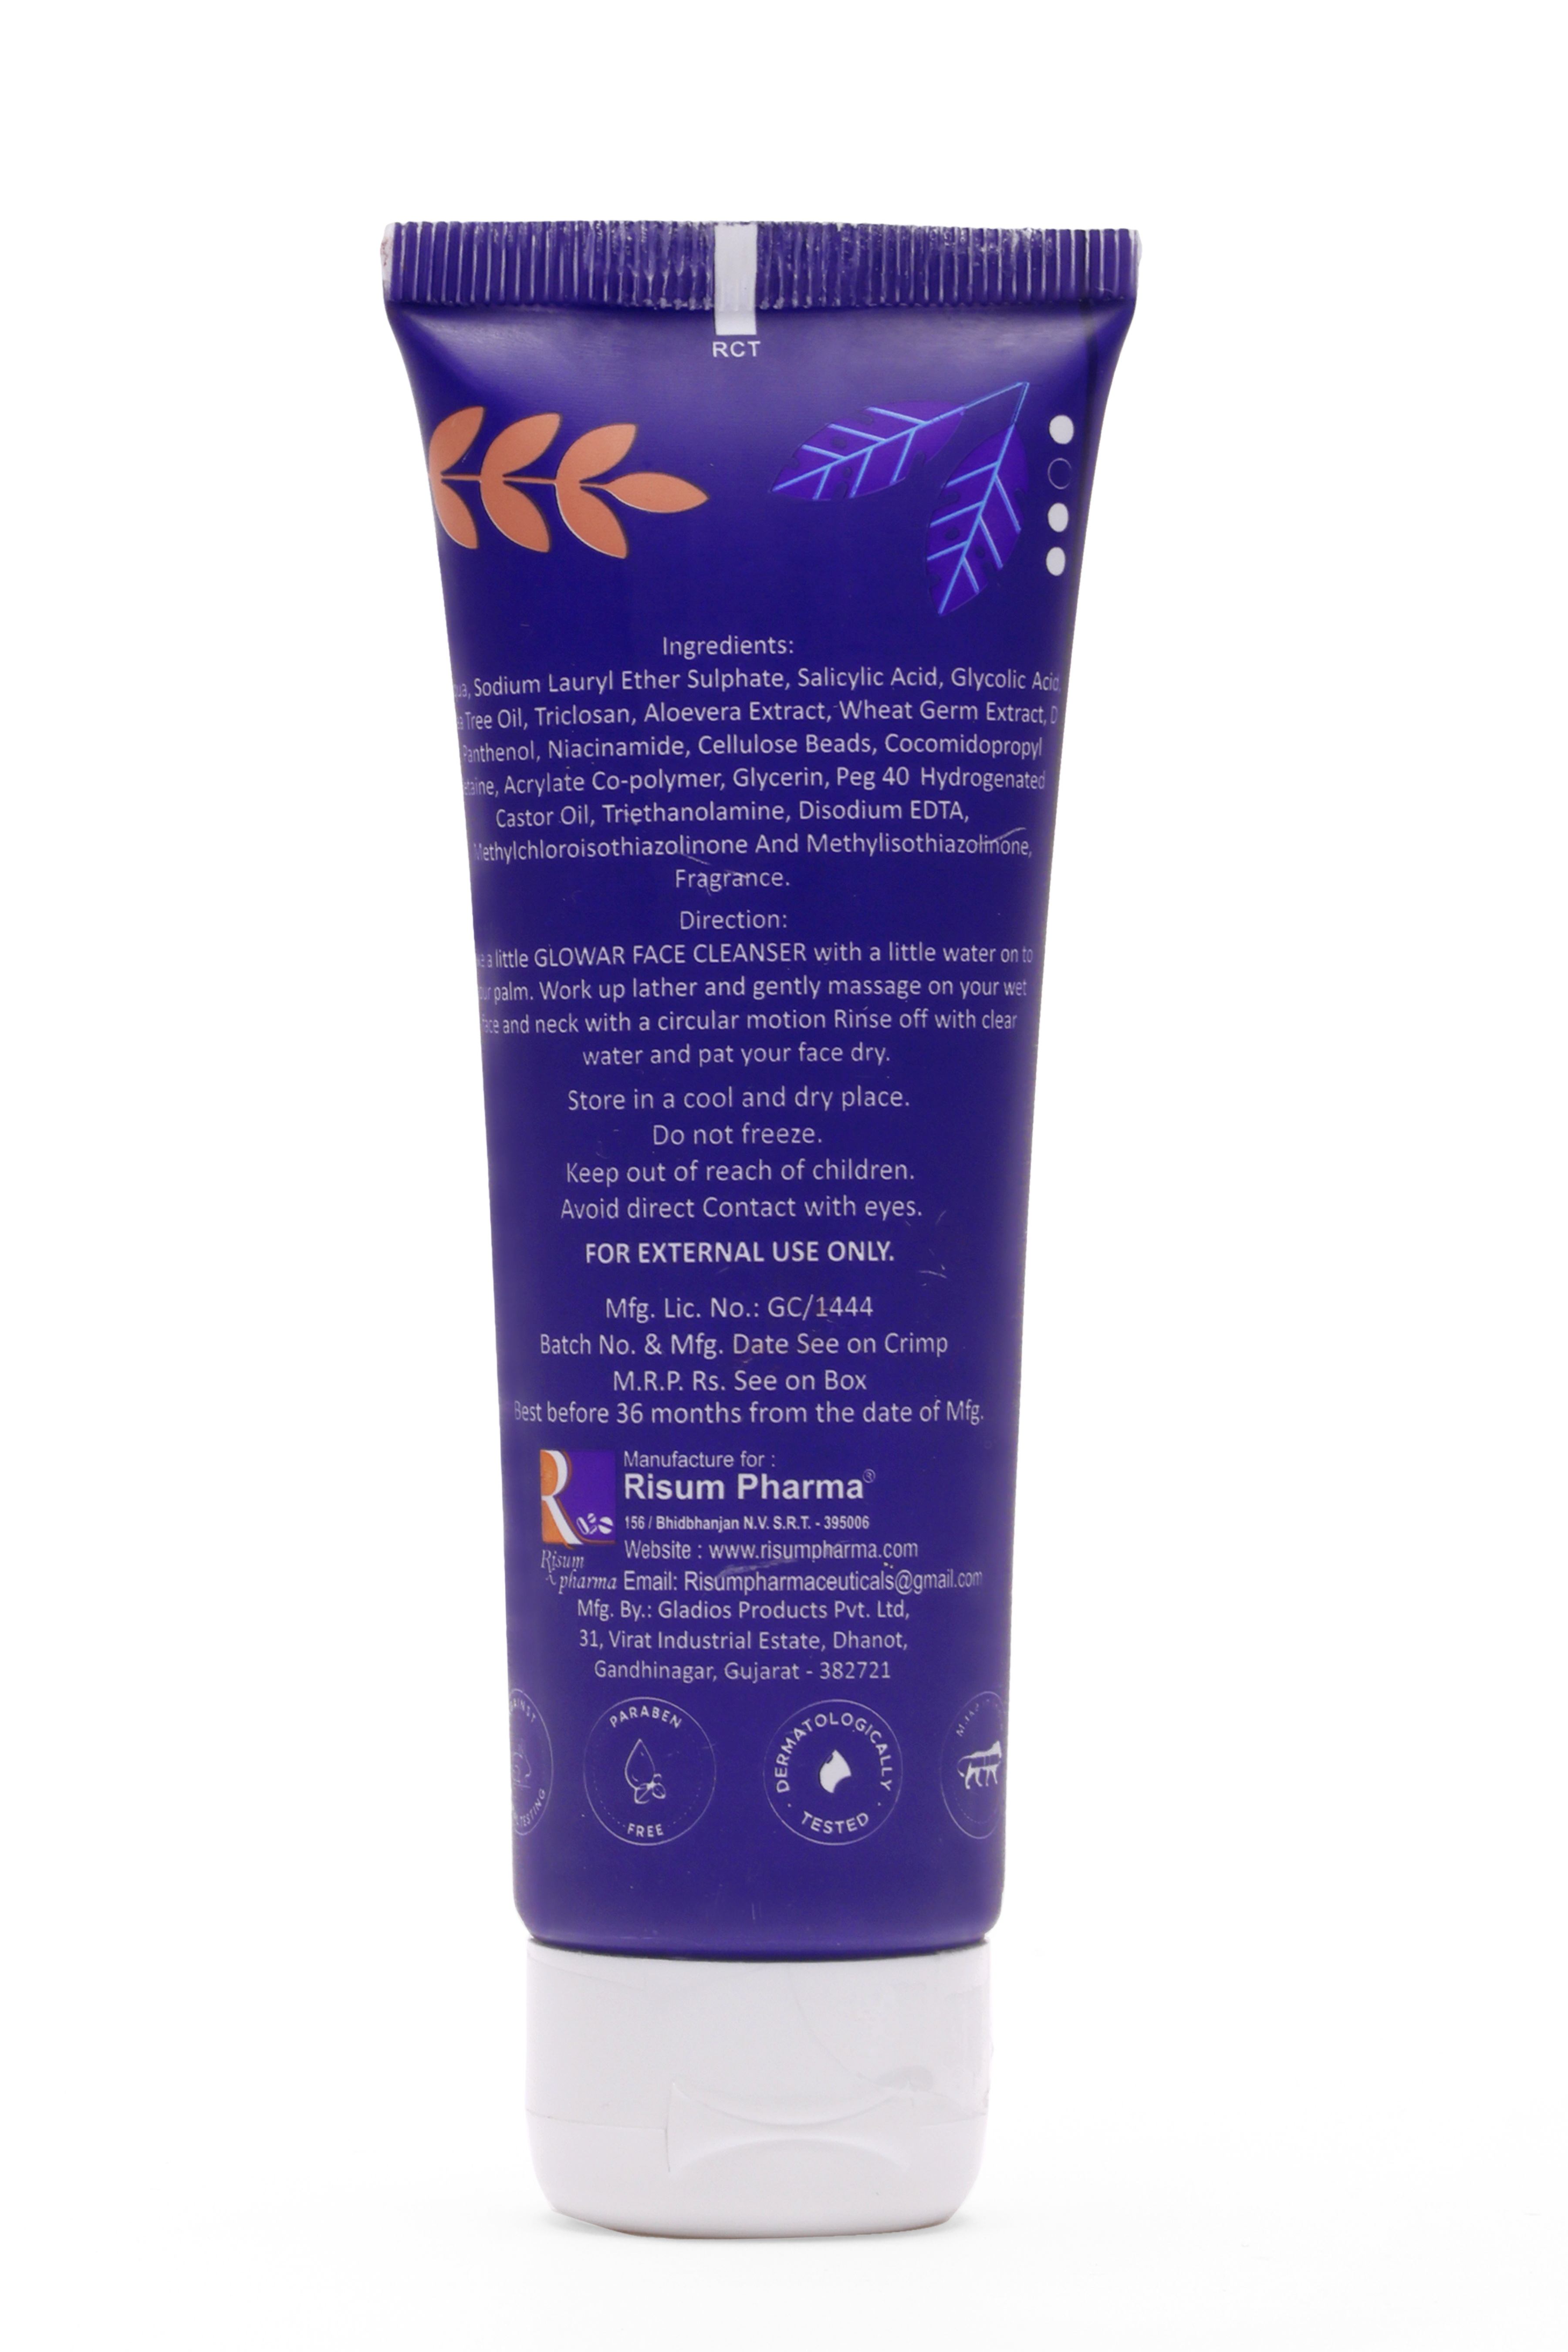 RCT
Ingredients:
Sodium Lauryl Ether Sulphate, Salicylic Acid, Glycolic Acid,
Tree Oil, Triclosan, Aloevera Extract, Wheat Germ Extract, D
Panthenol, Niacinamide, Cellulose Beads, Cocomidopropyl
Acrylate Co-polymer, Glycerin, Peg 40 Hydrogenated
Castor Oil, Triethanolamine, Disodium EDTA,
Methylchloroisothiazolinone And Methylisothiazolinone,
Fragrance.
Direction:
a little GLOWAR FACE CLEANSER with a little water on to
palm. Work up lather and gently massage on your wet
face and neck with a circular motion Rinse off with clear
water and pat your face dry.
Store in a cool and dry place.
Do not freeze.
Keep out of reach of children.
Avoid direct Contact with eyes.
FOR EXTERNAL USE ONLY.
Mfg. Lic. No.: GC/1444
Batch No. & Mfg. Date See on Crimp
M.R.P. Rs. See on Box
Best before 36 months from the date of Mfg.
Manufacture for :
Risum Pharma®
156 / Bhidbhanjan N.V. S.R.T. - 395006
Website : www.risumpharma.com
Email: Risumpharmaceuticals@gmail.com
R
Risum
pharma
Mfg. By.: Gladios Products Pvt. Ltd,
31, Virat Industrial Estate, Dhanot,
Gandhinagar, Gujarat - 382721
TESTING
PARABEN
FREE
DERMATOLOGICALLY
TESTED